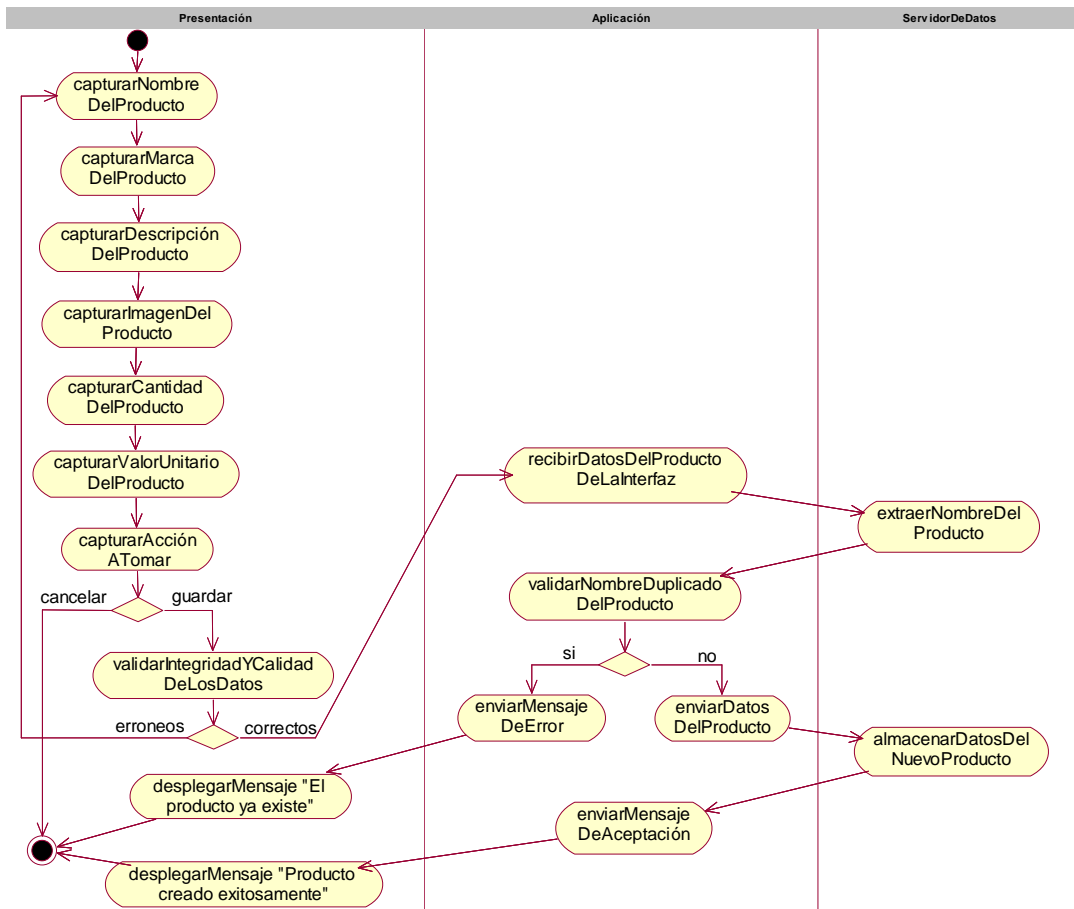 Presentación
Aplicación
ServidorDeDatos
capturarNombre
DelProducto
capturarMarca
DelProducto
capturarDescripción
DelProducto
capturarImagenDel
Producto
capturarCantidad
DelProducto
capturarValorUnitario
DelProducto
recibirDatosDelProducto
DeLaInterfaz
extraerNombreDel
Producto
capturarAcción
ATomar
validarNombreDuplicado
DelProducto
cancelar
guardar
validarIntegridadYCalidad
DeLosDatos
si
no
enviarMensaje
DeError
enviarDatos
DelProducto
erroneos
correctos
almacenarDatosDel
NuevoProducto
desplegarMensaje "El
producto ya existe"
enviarMensaje
DeAceptación
desplegarMensaje "Producto
creado exitosamente"